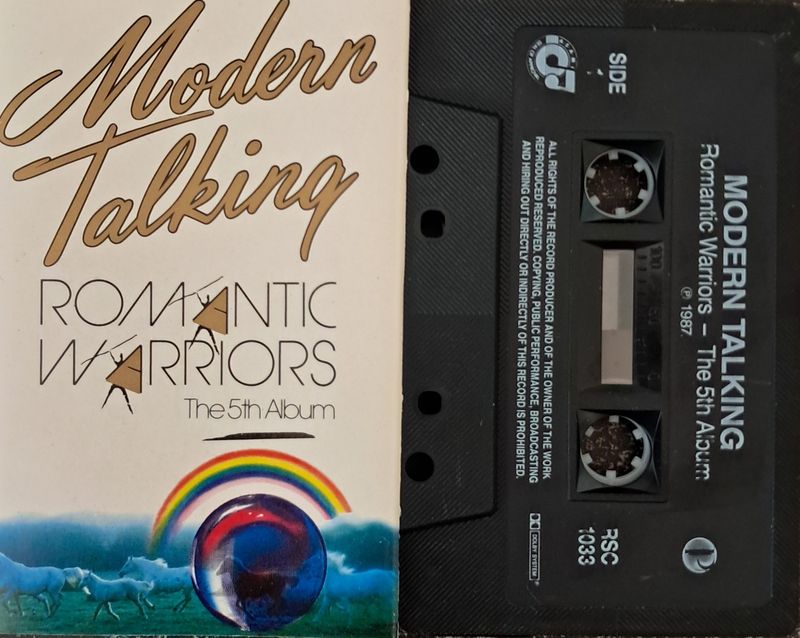 Modern
Talking
ROMANTIC
WARRIORS
The 5th Album
SIDE
ALL RIGHTS OF THE RECORD PRODUCER AND OF THE OWNER OF THE WORK
REPRODUCED RESERVED. COPYING, PUBLIC PERFORMANCE, BROADCASTING
AND HIRING OUT DIRECTLY OR INDIRECTLY OF THIS RECORD IS PROHIBITED.
MODERN TALKING
Romantic Warriors – The 5th Album
℗ 1987.
100
DOLBY SYSTEM
RSC
1033